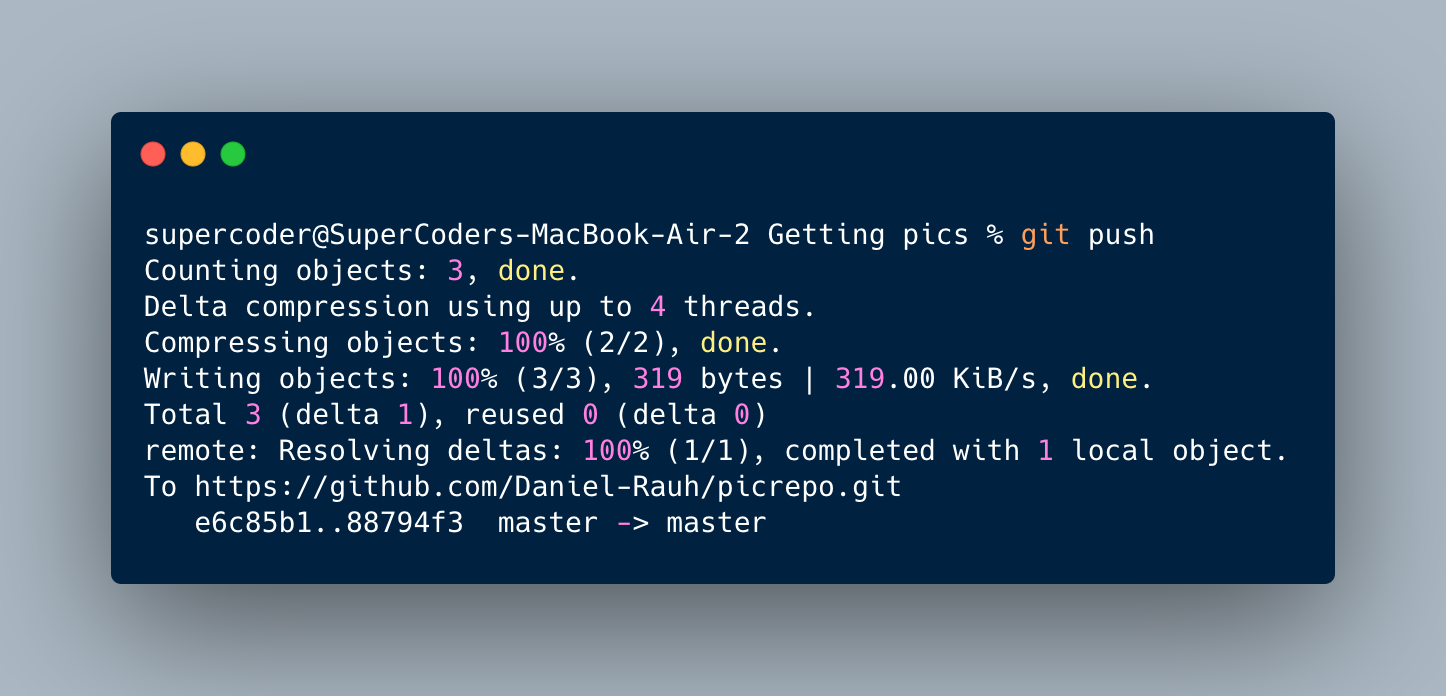 supercoder@SuperCoders-MacBook-Air-2 Getting pics % git push
Counting objects: 3, done.
Delta compression using up to 4 threads.
Compressing objects: 100% (2/2), done.
Writing objects: 100% (3/3), 319 bytes | 319.00 KiB/s, done.
Total 3 (delta 1), reused 0 (delta 0)
remote: Resolving deltas: 100% (1/1), completed with 1 local object.
To https://github.com/Daniel-Rauh/picrepo.git
   e6c85b1..88794f3  master -> master